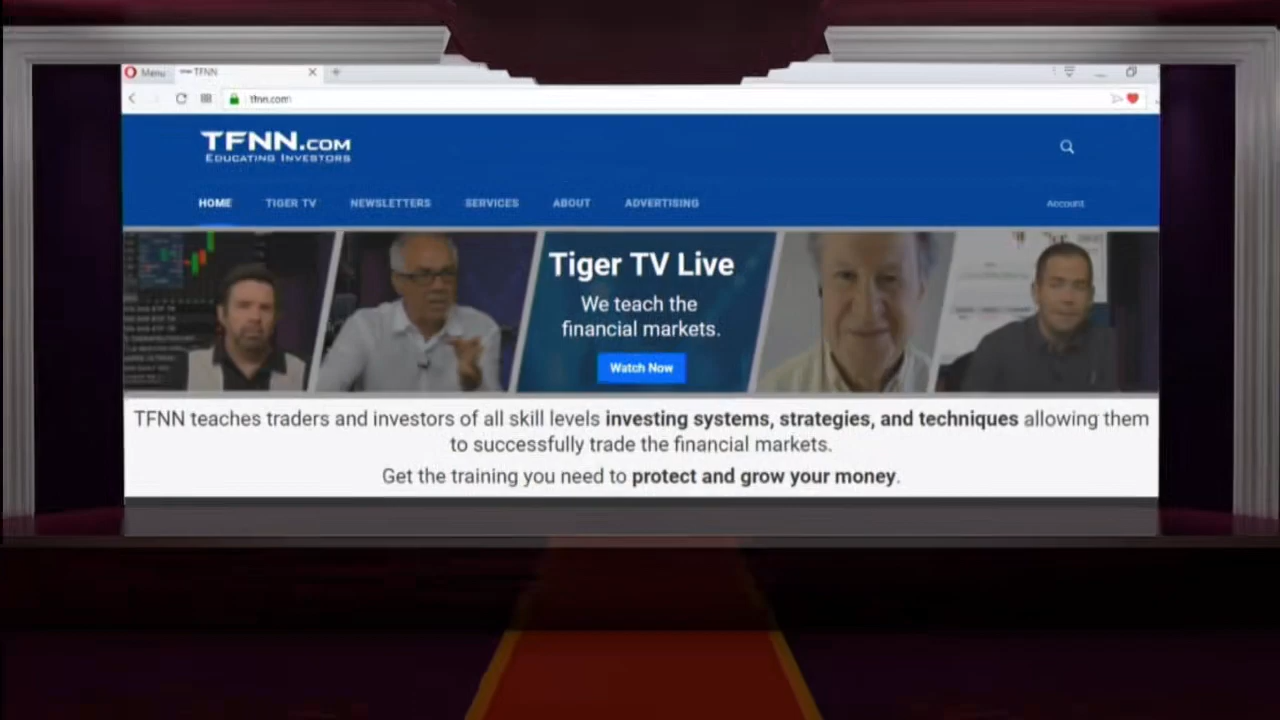 Menu
TFNN
tfnn.com
TFNN.COM
EDUCATING INVESTORS
HOME
TIGER TV
NEWSLETTERS
SERVICES
ABOUT
ADVERTISING
Account
Tiger TV Live
We teach the
financial markets.
Watch Now
TFNN teaches traders and investors of all skill levels investing systems, strategies, and techniques allowing them
to successfully trade the financial markets.
Get the training you need to protect and grow your money.